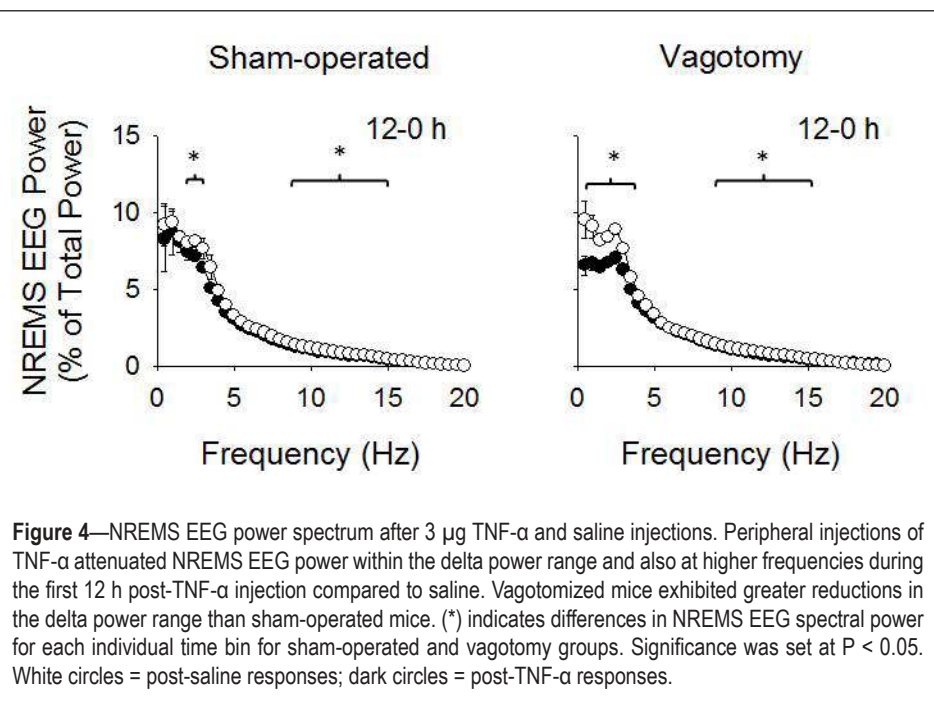 Sham-operated
Vagotomy
NREMS EEG Power
(% of Total Power)
15
10
5
0
12-0 h
*
*
0 5 10 15 20
Frequency (Hz)
12-0 h
*
*
0 5 10 15 20
Frequency (Hz)
Figure 4—NREMS EEG power spectrum after 3 µg TNF-α and saline injections. Peripheral injections of
TNF-α attenuated NREMS EEG power within the delta power range and also at higher frequencies during
the first 12 h post-TNF-α injection compared to saline. Vagotomized mice exhibited greater reductions in
the delta power range than sham-operated mice. (*) indicates differences in NREMS EEG spectral power
for each individual time bin for sham-operated and vagotomy groups. Significance was set at P < 0.05.
White circles = post-saline responses; dark circles = post-TNF-α responses.